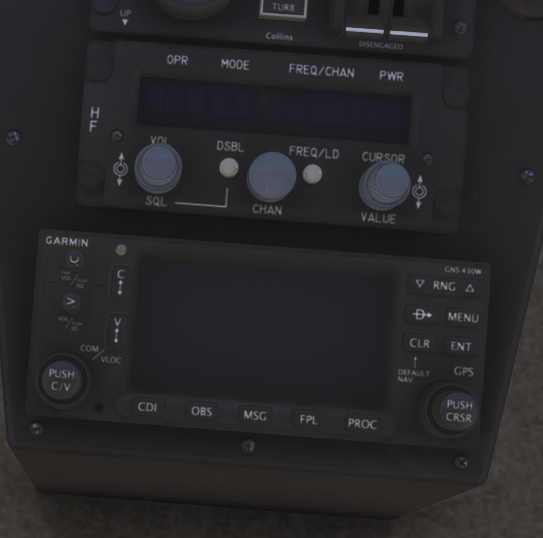 UP
TURB
Collins
DISENGAGED
OPR MODE FREQ/CHAN PWR
HF
VOL DSBL FREQ/LD CURSOR
SQL CHAN VALUE
GARMIN
GNS 430W
C
RNG
V
MENU
COM
VLOC
CLR ENT
DEFAULT
NAV
GPS
PUSH
C/V
PUSH
CRSR
CDI OBS MSG FPL PROC